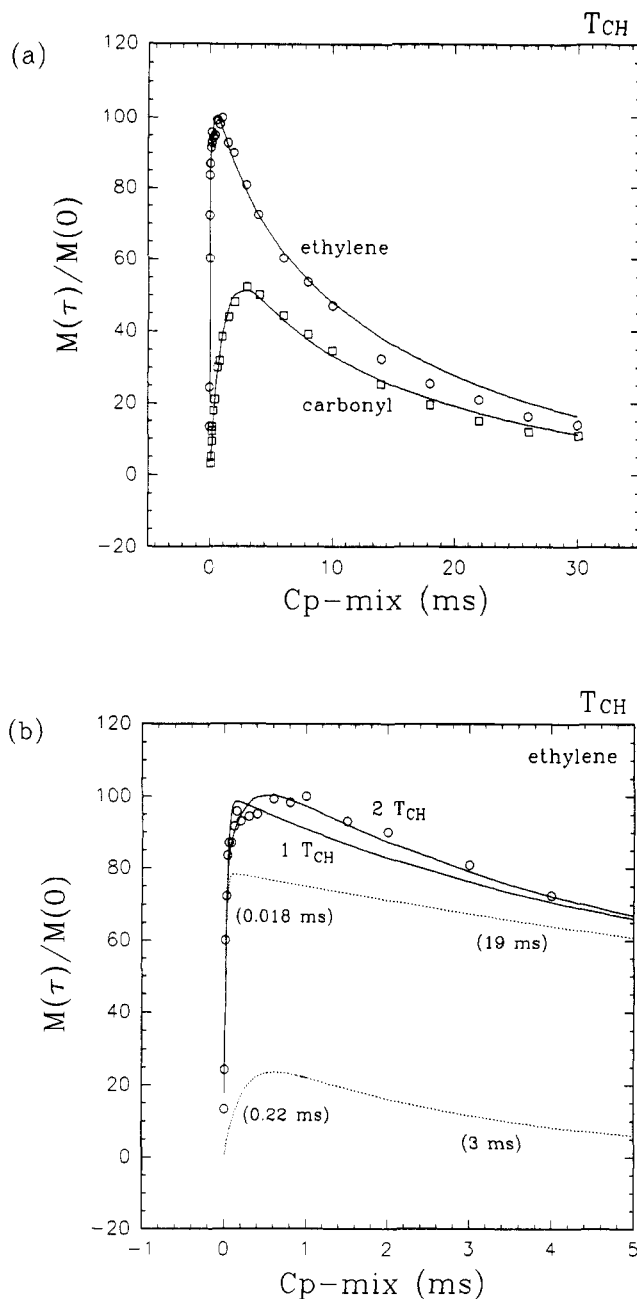 T_CH
(a)
120
100
80
60
40
20
0
-20
M(τ)/M(0)
ethylene
carbonyl
0 10 20 30
Cp-mix (ms)
T_CH
(b)
120
100
80
60
40
20
0
-20
M(τ)/M(0)
ethylene
2 T_CH
1 T_CH
(0.018 ms)
(19 ms)
(0.22 ms)
(3 ms)
-1 0 1 2 3 4 5
Cp-mix (ms)